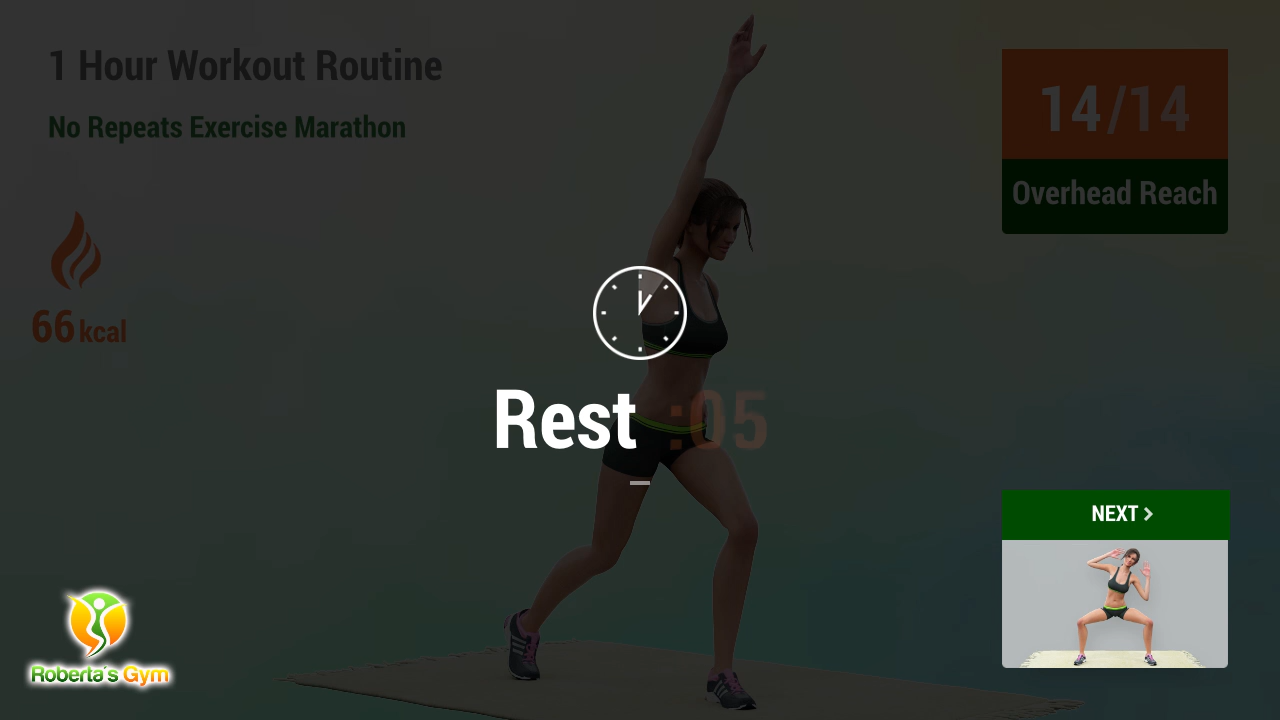 1 Hour Workout Routine
No Repeats Exercise Marathon
14/14
Overhead Reach
66 kcal
Rest :05
NEXT >
Roberta's Gym